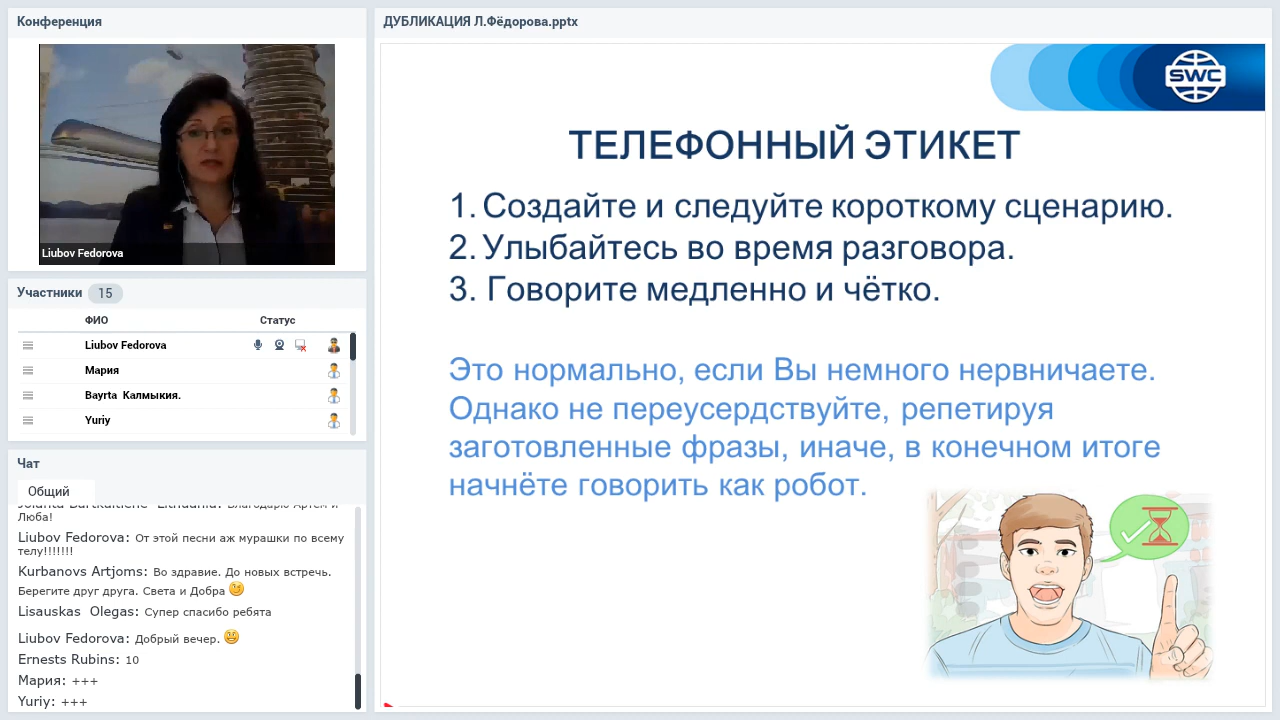 Конференция
Liubov Fedorova
Участники 15
ФИО Статус
Liubov Fedorova
Мария
Bayrta Калмыкия.
Yuriy
Чат
Общий
Благодарю Артём и
Люба!
Liubov Fedorova: От этой песни аж мурашки по всему
телу!!!!!!!
Kurbanovs Artjoms: Во здравие. До новых встречь.
Берегите друг друга. Света и Добра
Lisauskas Olegas: Супер спасибо ребята
Liubov Fedorova: Добрый вечер.
Ernests Rubins: 10
Мария: +++
Yuriy: +++
ДУБЛИКАЦИЯ Л.Фёдорова.pptx
SWC
ТЕЛЕФОННЫЙ ЭТИКЕТ
1. Создайте и следуйте короткому сценарию.
2. Улыбайтесь во время разговора.
3. Говорите медленно и чётко.
Это нормально, если Вы немного нервничаете.
Однако не переусердствуйте, репетируя
заготовленные фразы, иначе, в конечном итоге
начнёте говорить как робот.